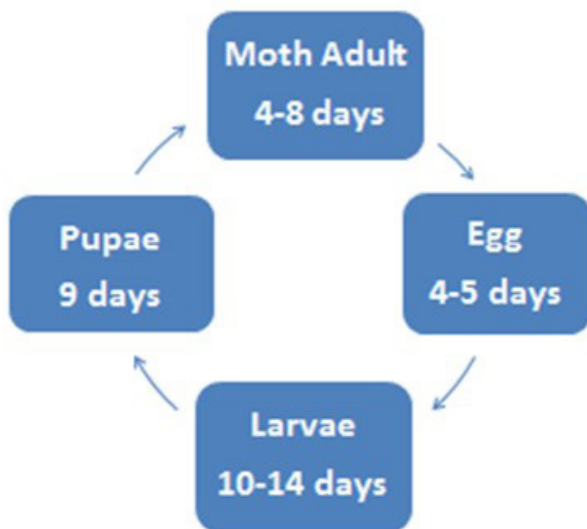 Moth Adult
4-8 days
Egg
4-5 days
Larvae
10-14 days
Pupae
9 days